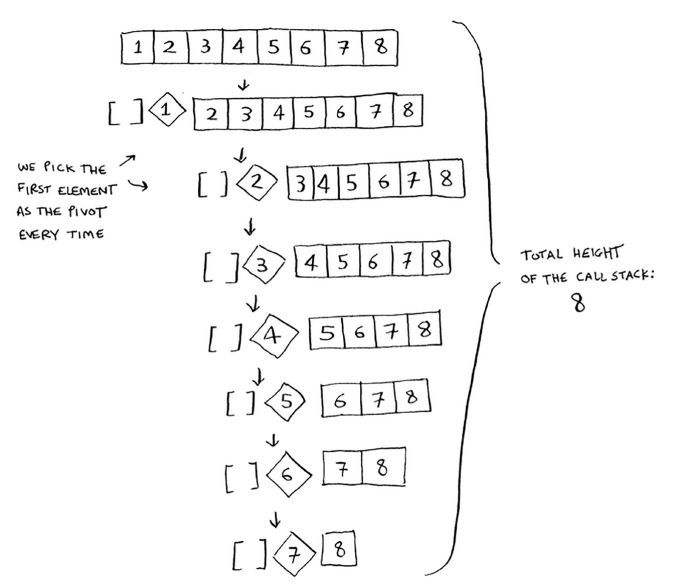 1 2 3 4 5 6 7 8
[ ] 1 2 3 4 5 6 7 8
WE PICK THE
FIRST ELEMENT
AS THE PIVOT
EVERY TIME
[ ] 2 3 4 5 6 7 8
[ ] 3 4 5 6 7 8
[ ] 4 5 6 7 8
[ ] 5 6 7 8
[ ] 6 7 8
[ ] 7 8
TOTAL HEIGHT
OF THE CALL STACK:
8